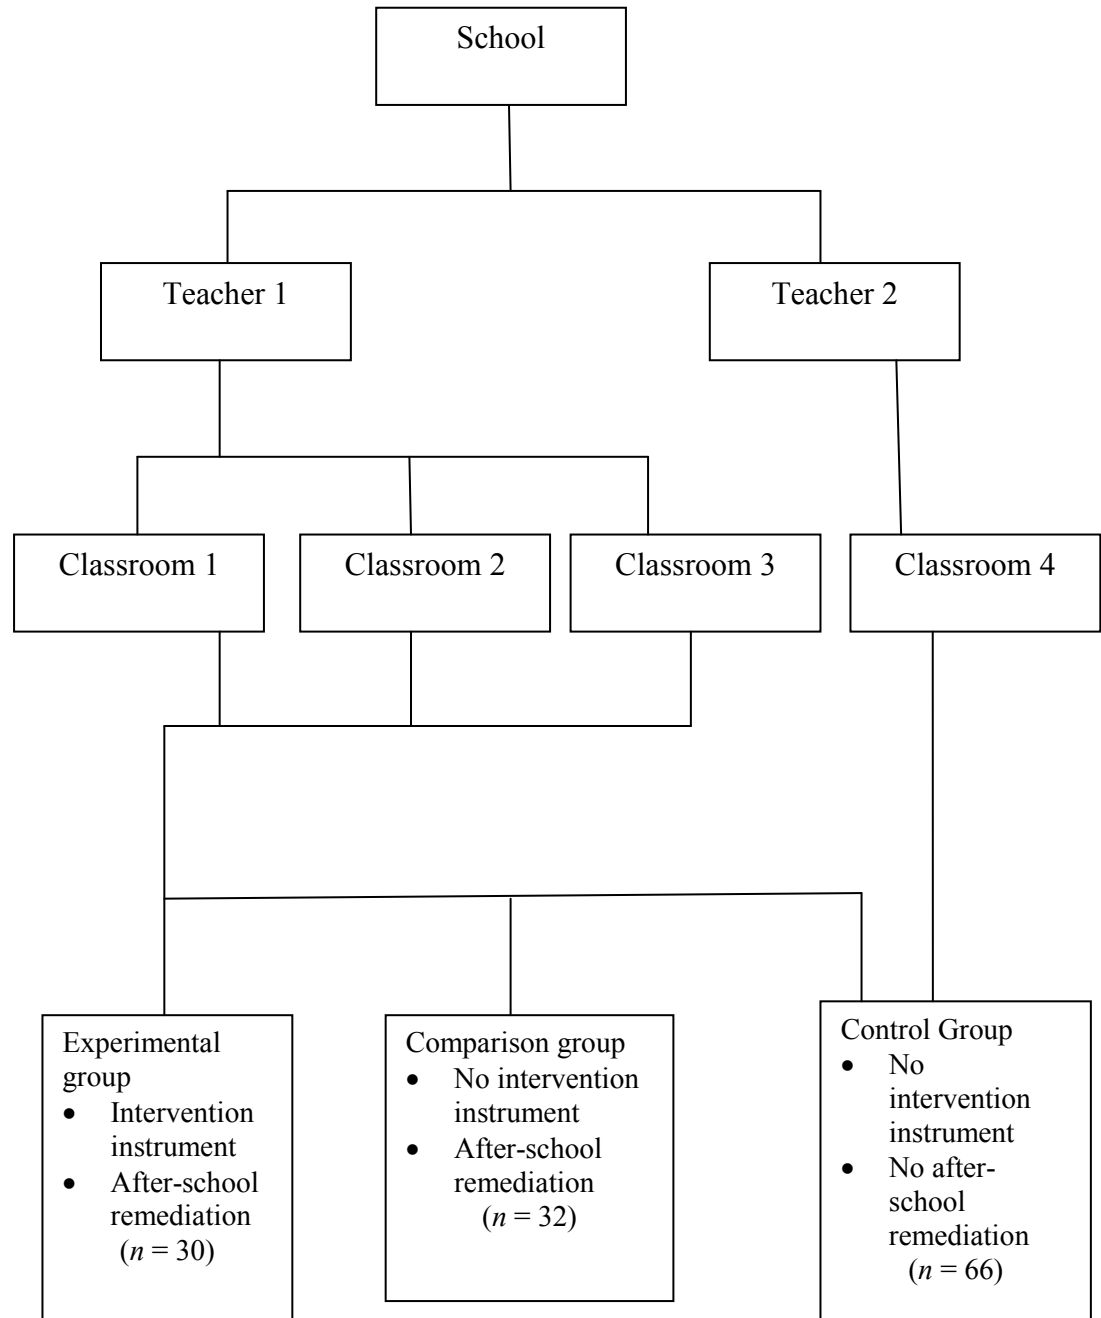 School
Teacher 1
Teacher 2
Classroom 1
Classroom 2
Classroom 3
Classroom 4
Experimental
group
• Intervention
instrument
• After-school
remediation
(n = 30)
Comparison group
• No intervention
instrument
• After-school
remediation
(n = 32)
Control Group
• No
intervention
instrument
• No after-
school
remediation
(n = 66)